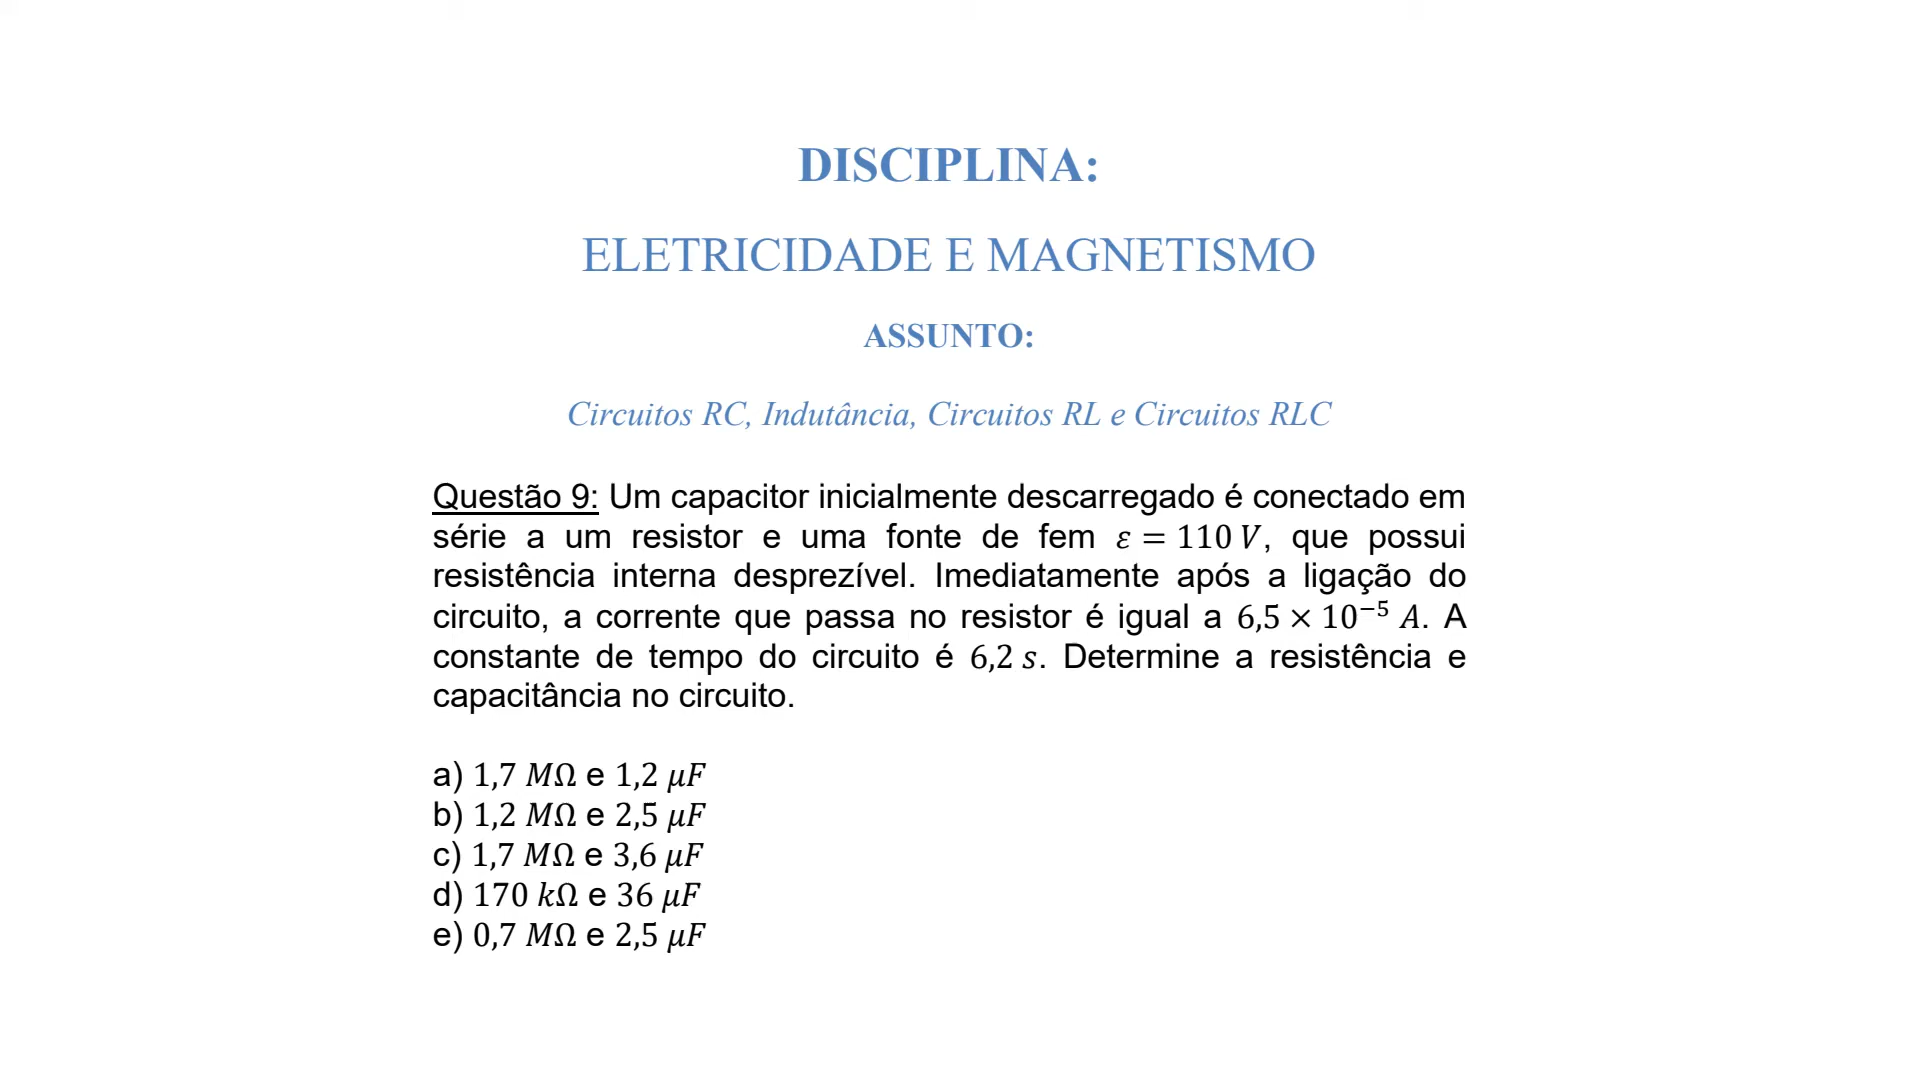 DISCIPLINA:
ELETRICIDADE E MAGNETISMO
ASSUNTO:
Circuitos RC, Indutância, Circuitos RL e Circuitos RLC
Questão 9: Um capacitor inicialmente descarregado é conectado em
série a um resistor e uma fonte de fem ε = 110 V, que possui
resistência interna desprezível. Imediatamente após a ligação do
circuito, a corrente que passa no resistor é igual a 6,5 × 10⁻⁵ A. A
constante de tempo do circuito é 6,2 s. Determine a resistência e
capacitância no circuito.
a) 1,7 MΩ e 1,2 μF
b) 1,2 MΩ e 2,5 μF
c) 1,7 MΩ e 3,6 μF
d) 170 kΩ e 36 μF
e) 0,7 MΩ e 2,5 μF